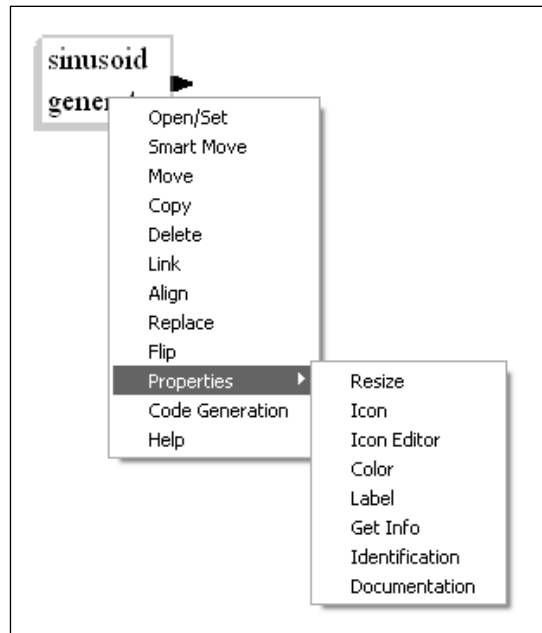 sinusoid
Open/Set
Smart Move
Move
Copy
Delete
Link
Align
Replace
Flip
Properties
Code Generation
Help
Resize
Icon
Icon Editor
Color
Label
Get Info
Identification
Documentation